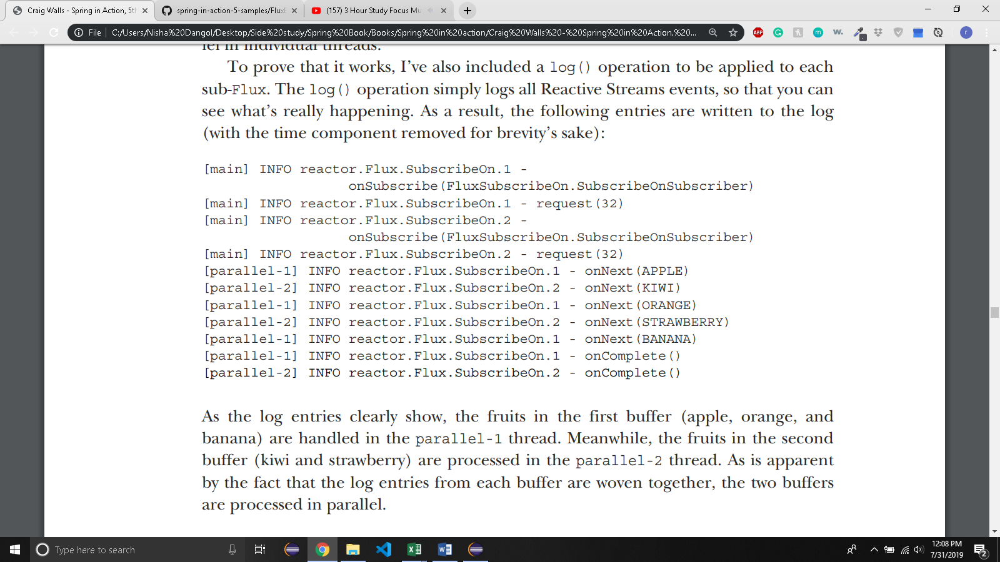 Craig Walls - Spring in Action, 5th
spring-in-action-5-samples/FluxB
(157) 3 Hour Study Focus Mu
File
C:/Users/Nisha%20Dangol/Desktop/Side%20study/Spring%20Book/Books/Spring%20in%20action/Craig%20Walls%20-%20Spring%20in%20Action,%20...
ABP
G
m
w.
r
lel in individual threads.
To prove that it works, I’ve also included a log() operation to be applied to each
sub-Flux. The log() operation simply logs all Reactive Streams events, so that you can
see what’s really happening. As a result, the following entries are written to the log
(with the time component removed for brevity’s sake):
[main] INFO reactor.Flux.SubscribeOn.1 -
onSubscribe(FluxSubscribeOn.SubscribeOnSubscriber)
[main] INFO reactor.Flux.SubscribeOn.1 - request(32)
[main] INFO reactor.Flux.SubscribeOn.2 -
onSubscribe(FluxSubscribeOn.SubscribeOnSubscriber)
[main] INFO reactor.Flux.SubscribeOn.2 - request(32)
[parallel-1] INFO reactor.Flux.SubscribeOn.1 - onNext(APPLE)
[parallel-2] INFO reactor.Flux.SubscribeOn.2 - onNext(KIWI)
[parallel-1] INFO reactor.Flux.SubscribeOn.1 - onNext(ORANGE)
[parallel-2] INFO reactor.Flux.SubscribeOn.2 - onNext(STRAWBERRY)
[parallel-1] INFO reactor.Flux.SubscribeOn.1 - onNext(BANANA)
[parallel-1] INFO reactor.Flux.SubscribeOn.1 - onComplete()
[parallel-2] INFO reactor.Flux.SubscribeOn.2 - onComplete()
As the log entries clearly show, the fruits in the first buffer (apple, orange, and
banana) are handled in the parallel-1 thread. Meanwhile, the fruits in the second
buffer (kiwi and strawberry) are processed in the parallel-2 thread. As is apparent
by the fact that the log entries from each buffer are woven together, the two buffers
are processed in parallel.
Type here to search
12:08 PM
7/31/2019
2